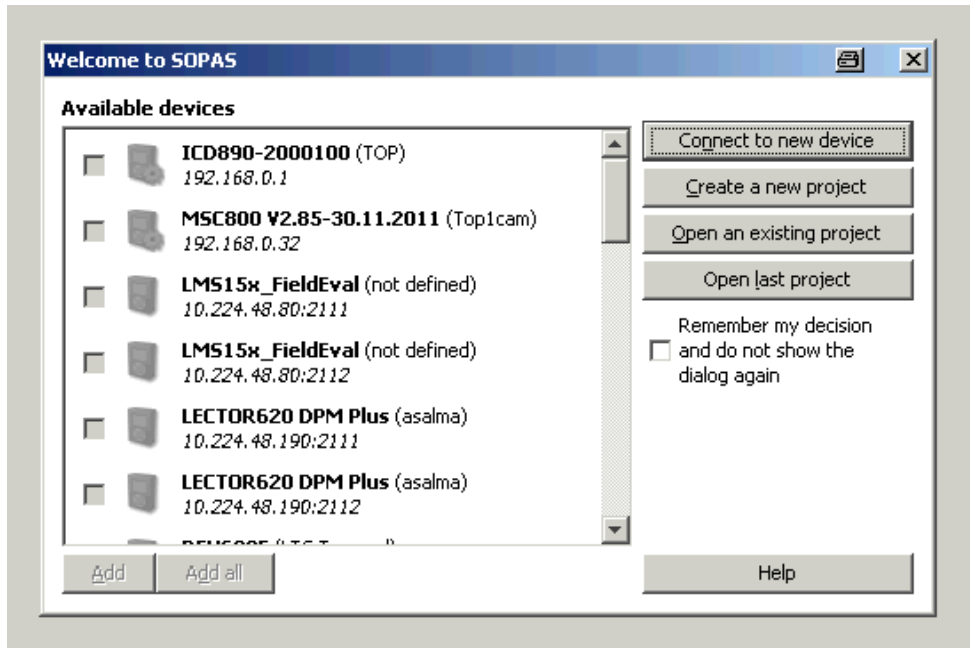 Welcome to SOPAS
Available devices
ICD890-2000100 (TOP)
192.168.0.1
MSC800 V2.85-30.11.2011 (Top1cam)
192.168.0.32
LMS15x_FieldEval (not defined)
10.224.48.80:2111
LMS15x_FieldEval (not defined)
10.224.48.80:2112
LECTOR620 DPM Plus (asalma)
10.224.48.190:2111
LECTOR620 DPM Plus (asalma)
10.224.48.190:2112
Add
Add all
Connect to new device
Create a new project
Open an existing project
Open last project
Remember my decision
and do not show the
dialog again
Help